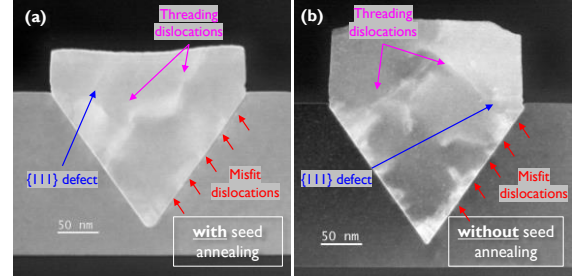 (a)
Threading
dislocations
{111} defect
Misfit
dislocations
50 nm
with seed
annealing
(b)
Threading
dislocations
{111} defect
Misfit
dislocations
50 nm
without seed
annealing